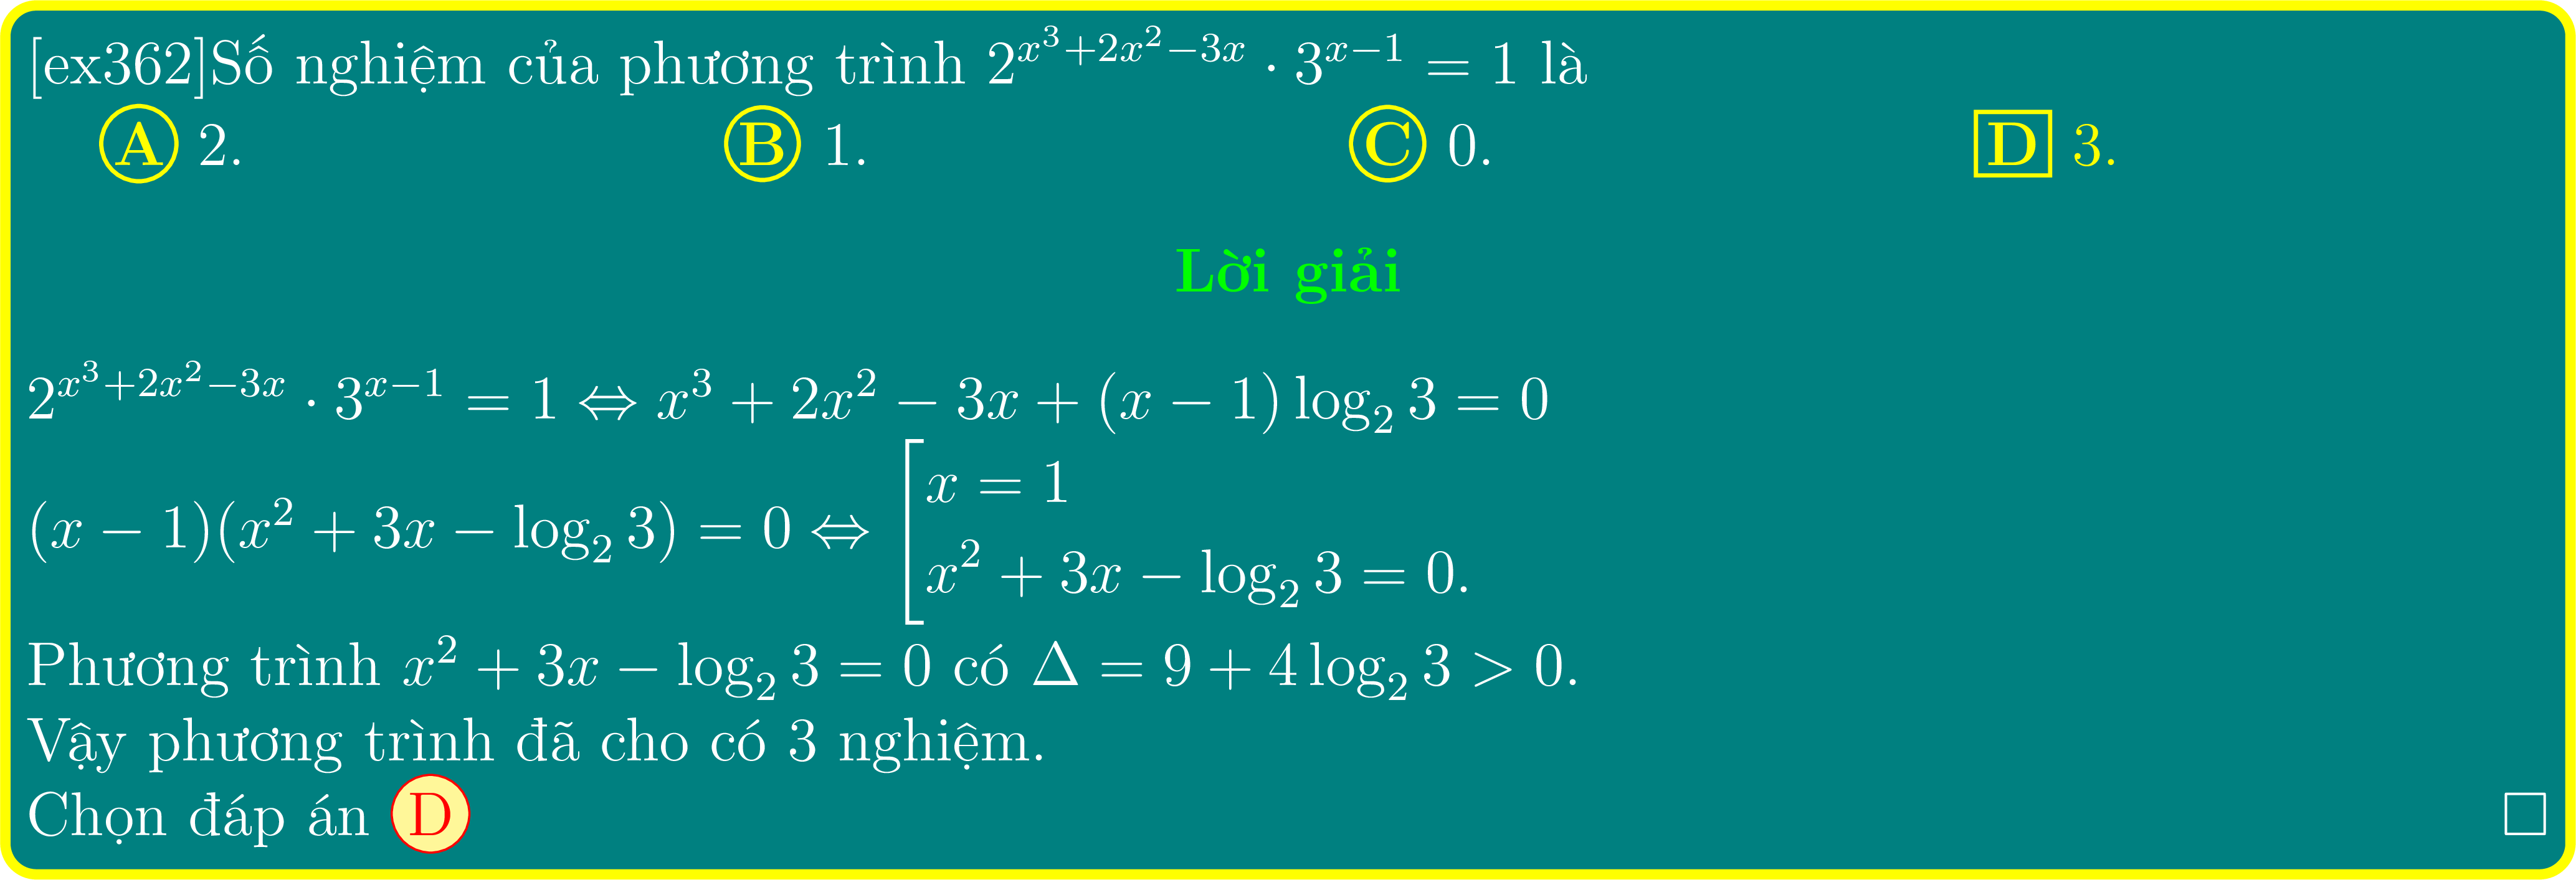 [ex362]Số nghiệm của phương trình $2^{x^3+2x^2-3x} \cdot 3^{x-1} = 1$ là
Ⓐ 2. Ⓑ 1. Ⓒ 0. D 3.
Lời giải
$2^{x^3+2x^2-3x} \cdot 3^{x-1} = 1 \Leftrightarrow x^3 + 2x^2 - 3x + (x-1)\log_2 3 = 0$
$(x-1)(x^2 + 3x - \log_2 3) = 0 \Leftrightarrow \left[\begin{array}{l} x = 1 \\ x^2 + 3x - \log_2 3 = 0. \end{array}\right.$
Phương trình $x^2 + 3x - \log_2 3 = 0$ có $\Delta = 9 + 4\log_2 3 > 0.$
Vậy phương trình đã cho có 3 nghiệm.
Chọn đáp án Ⓓ □